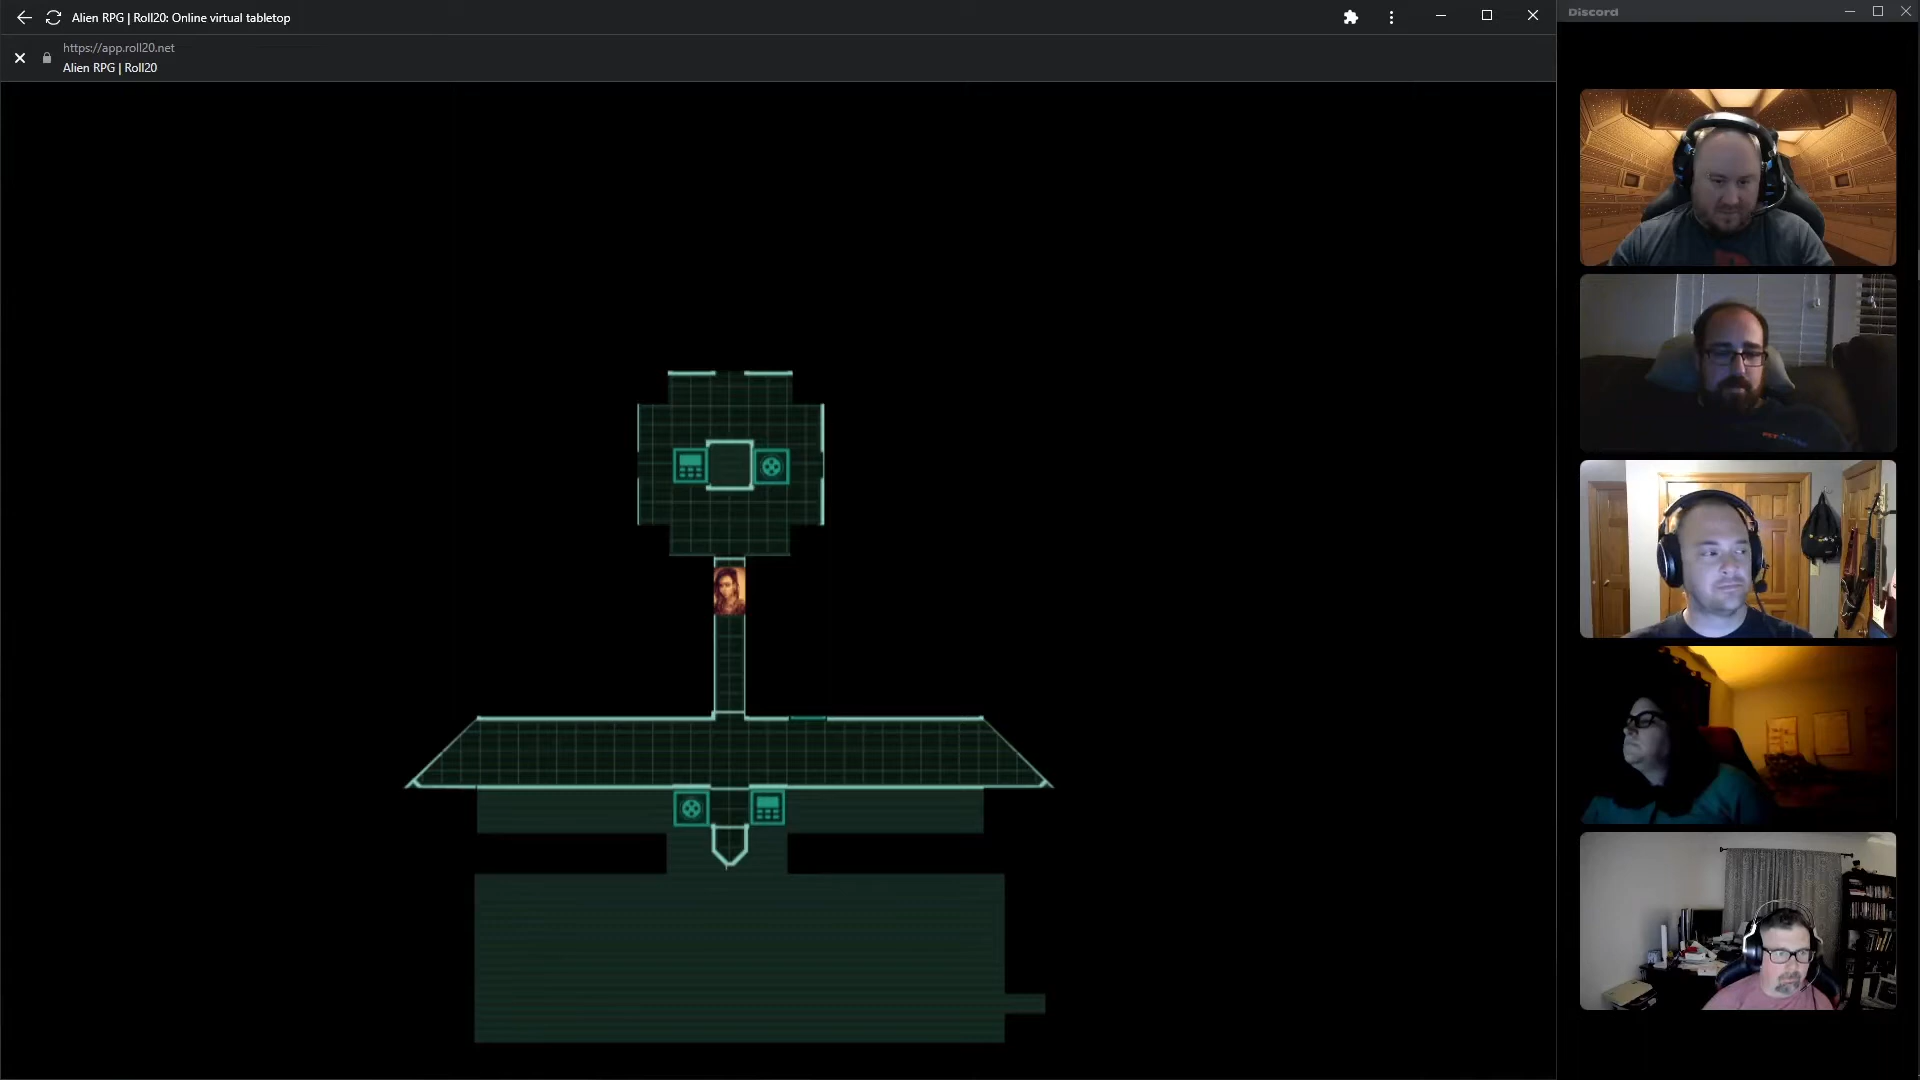 Alien RPG | Roll20: Online virtual tabletop
https://app.roll20.net
Alien RPG | Roll20
Discord